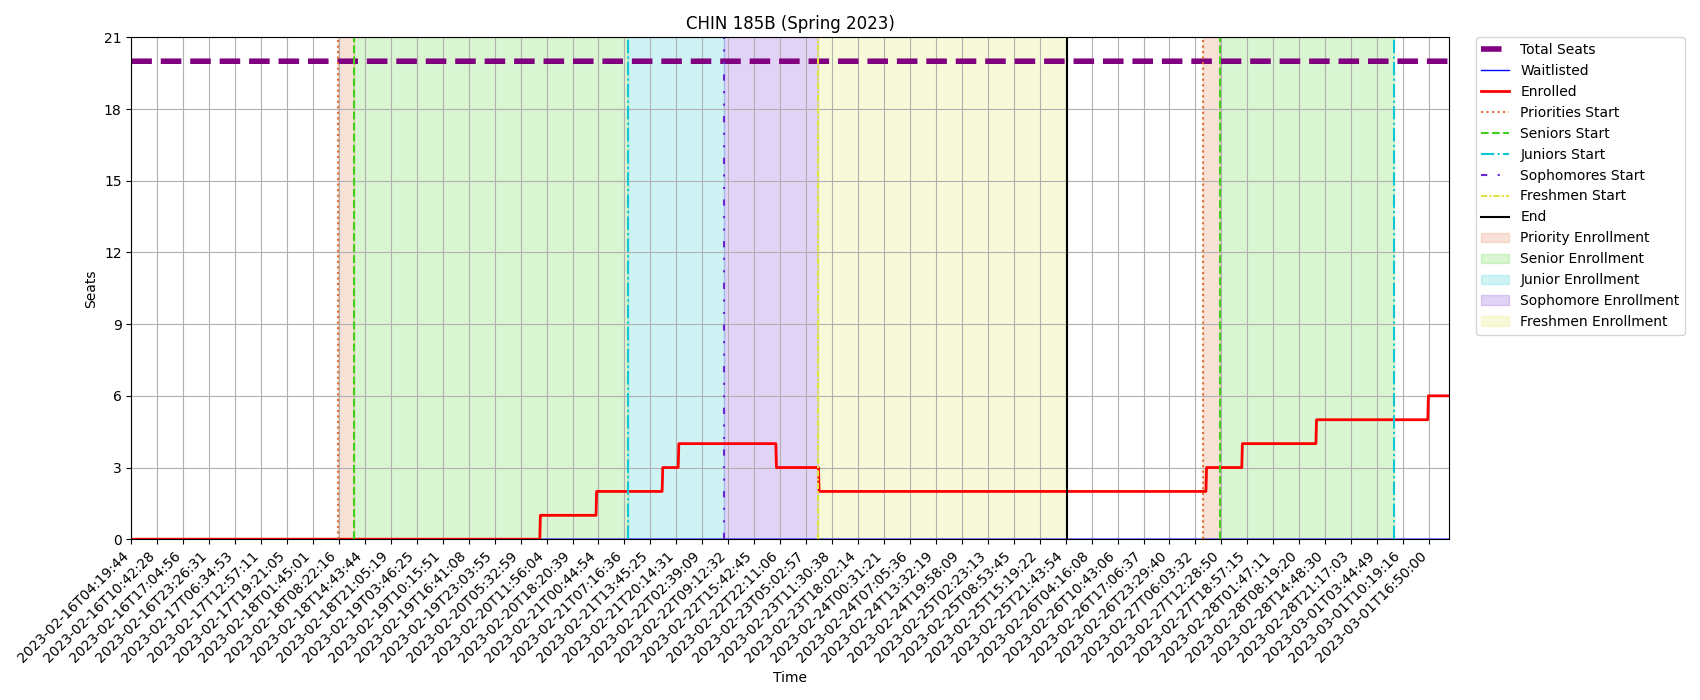 CHIN 185B (Spring 2023)
21
18
15
12
9
6
3
0
Seats
2023-02-16T04:19:44
2023-02-16T10:42:28
2023-02-16T17:04:56
2023-02-16T23:26:31
2023-02-17T06:34:53
2023-02-17T12:57:11
2023-02-17T19:21:05
2023-02-18T01:45:01
2023-02-18T08:22:16
2023-02-18T14:43:44
2023-02-18T21:05:19
2023-02-19T03:46:25
2023-02-19T10:15:51
2023-02-19T16:41:08
2023-02-19T23:03:55
2023-02-20T05:32:59
2023-02-20T11:56:04
2023-02-20T18:20:39
2023-02-21T00:44:54
2023-02-21T07:16:36
2023-02-21T13:45:25
2023-02-21T20:14:31
2023-02-22T02:39:09
2023-02-22T09:12:32
2023-02-22T15:42:45
2023-02-22T22:11:06
2023-02-23T05:02:57
2023-02-23T11:30:38
2023-02-23T18:02:14
2023-02-24T00:31:21
2023-02-24T07:05:36
2023-02-24T13:32:19
2023-02-24T19:58:09
2023-02-25T02:23:13
2023-02-25T08:53:45
2023-02-25T15:19:22
2023-02-25T21:43:54
2023-02-26T04:16:08
2023-02-26T10:43:06
2023-02-26T17:06:37
2023-02-26T23:29:40
2023-02-27T06:03:32
2023-02-27T12:28:50
2023-02-27T18:57:15
2023-02-28T01:47:11
2023-02-28T08:19:20
2023-02-28T14:48:30
2023-02-28T21:17:03
2023-03-01T03:44:49
2023-03-01T10:19:16
2023-03-01T16:50:00
Time
Total Seats
Waitlisted
Enrolled
Priorities Start
Seniors Start
Juniors Start
Sophomores Start
Freshmen Start
End
Priority Enrollment
Senior Enrollment
Junior Enrollment
Sophomore Enrollment
Freshmen Enrollment